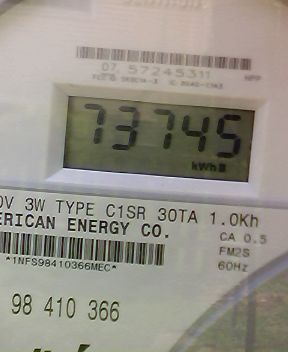 07 57245311
73745
kWh
0V 3W TYPE C1SR 30TA 1.0Kh
ERICAN ENERGY CO.
CA 0.5
FM2S
*1NFS98410366MEC*
60Hz
98 410 366